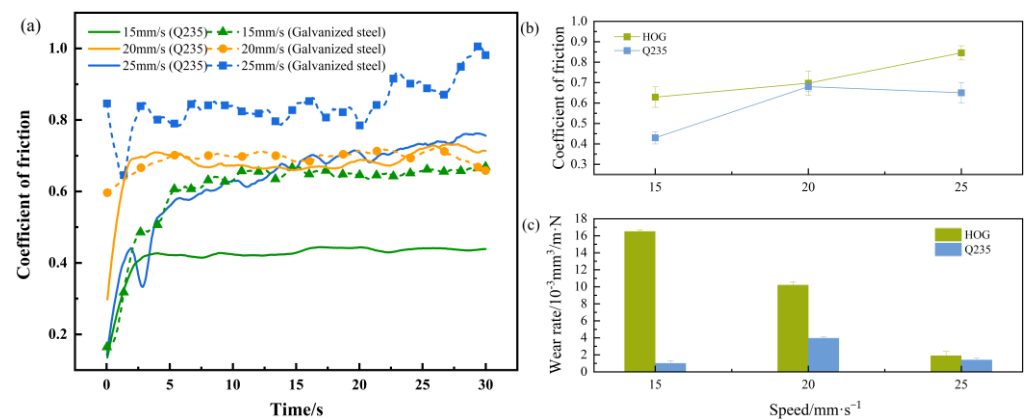 (a)
15mm/s (Q235) 15mm/s (Galvanized steel)
20mm/s (Q235) 20mm/s (Galvanized steel)
25mm/s (Q235) 25mm/s (Galvanized steel)
Coefficient of friction
1.0
0.8
0.6
0.4
0.2
0 5 10 15 20 25 30
Time/s
(b)
HOG
Q235
Coefficient of friction
1.0
0.9
0.8
0.7
0.6
0.5
0.4
0.3
15 20 25
(c)
HOG
Q235
Wear rate/10⁻³mm³/m·N
18
16
14
12
10
8
6
4
2
0
15 20 25
Speed/mm·s⁻¹